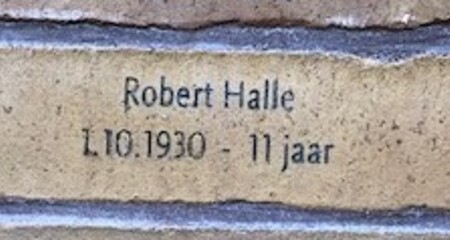 Robert Halle
1.10.1930 - 11 jaar